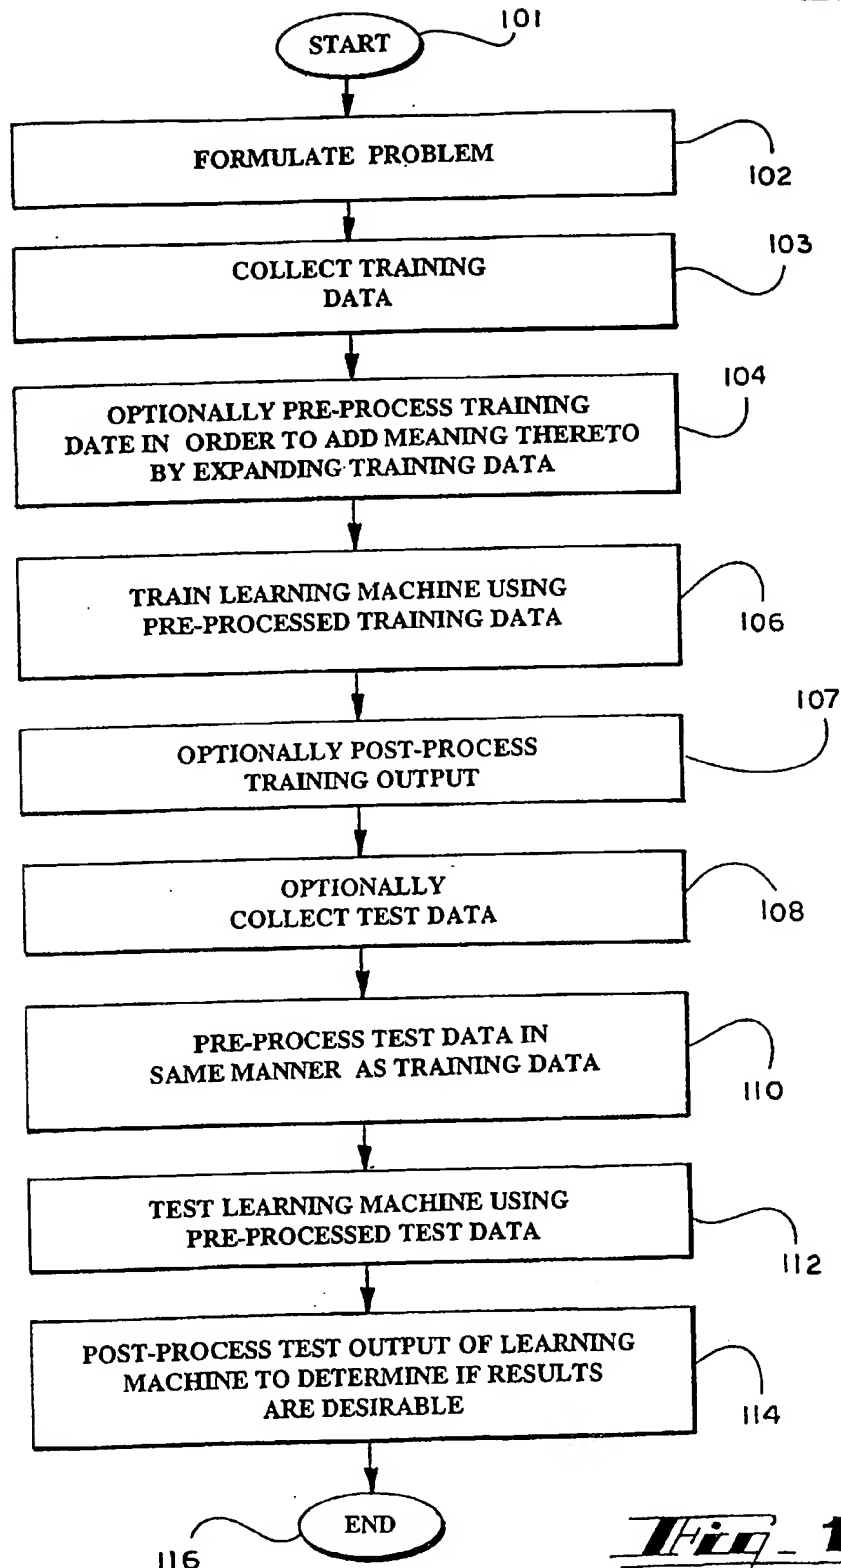 START
101
FORMULATE PROBLEM
102
COLLECT TRAINING
DATA
103
OPTIONALLY PRE-PROCESS TRAINING
DATE IN ORDER TO ADD MEANING THERETO
BY EXPANDING TRAINING DATA
104
TRAIN LEARNING MACHINE USING
PRE-PROCESSED TRAINING DATA
106
OPTIONALLY POST-PROCESS
TRAINING OUTPUT
107
OPTIONALLY
COLLECT TEST DATA
108
PRE-PROCESS TEST DATA IN
SAME MANNER AS TRAINING DATA
110
TEST LEARNING MACHINE USING
PRE-PROCESSED TEST DATA
112
POST-PROCESS TEST OUTPUT OF LEARNING
MACHINE TO DETERMINE IF RESULTS
ARE DESIRABLE
114
END
116
Fig_ 1